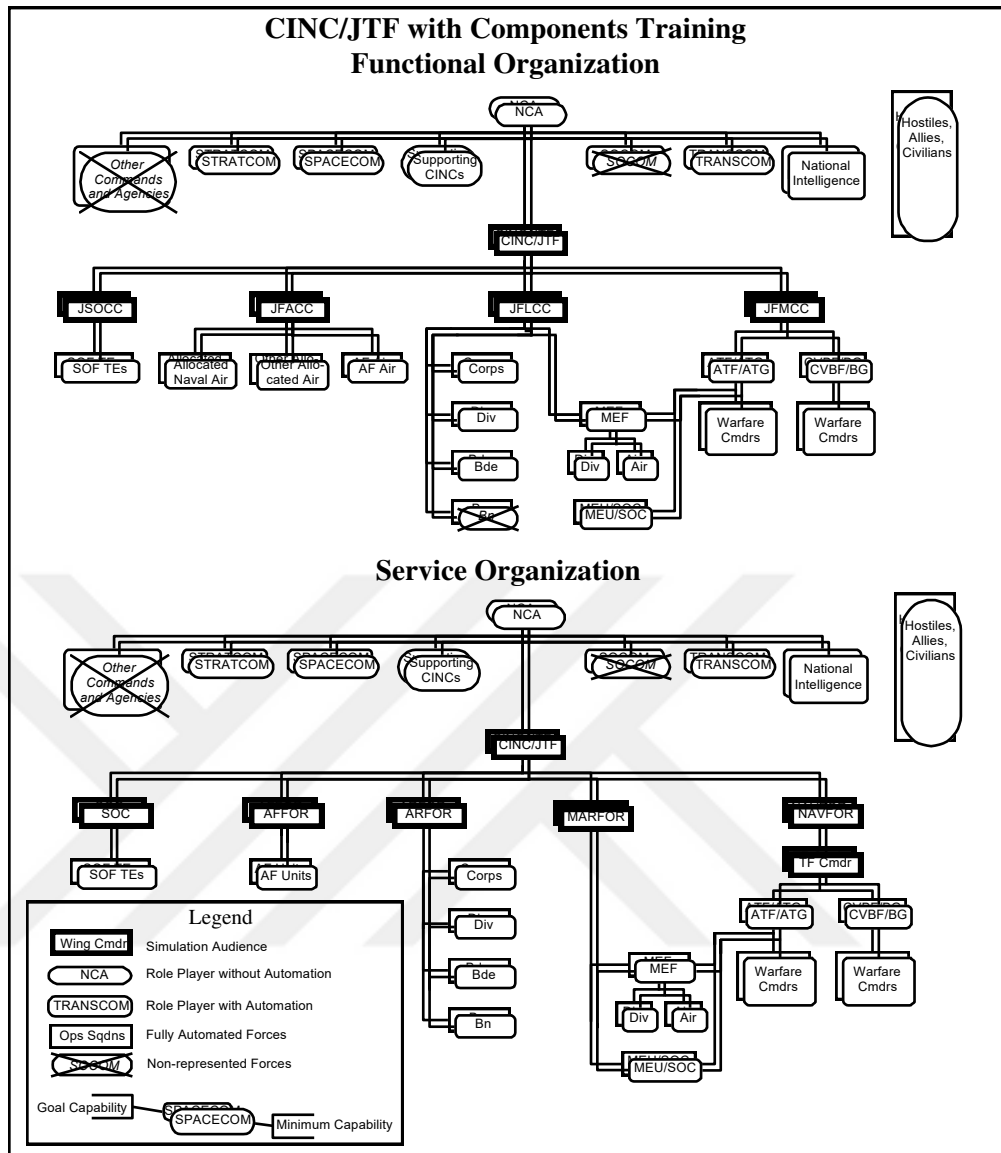 CINC/JTF with Components Training
Functional Organization
NCA
Hostiles,
Allies,
Civilians
Other
Commands
and Agencies
STRATCOM
SPACECOM
Supporting
CINCs
SOCOM
TRANSCOM
National
Intelligence
CINC/JTF
JSOCC
JFACC
JFLCC
JFMCC
SOF TEs
Allocated
Naval Air
Other Allo-
cated Air
AF Air
Corps
ATF/ATG
CVBF/BG
Div
MEF
Warfare
Cmdrs
Warfare
Cmdrs
Bde
Div
Air
Bn
MEU/SOC
Service Organization
NCA
Hostiles,
Allies,
Civilians
Other
Commands
and Agencies
STRATCOM
SPACECOM
Supporting
CINCs
SOCOM
TRANSCOM
National
Intelligence
CINC/JTF
SOC
AFFOR
ARFOR
MARFOR
NAVFOR
TF Cmdr
SOF TEs
AF Units
Corps
ATF/ATG
CVBF/BG
Div
Bde
MEF
Warfare
Cmdrs
Warfare
Cmdrs
Div
Air
Bn
MEU/SOC
Legend
Wing Cmdr
Simulation Audience
NCA
Role Player without Automation
TRANSCOM
Role Player with Automation
Ops Sqdns
Fully Automated Forces
SOCOM
Non-represented Forces
Goal Capability
SPACECOM
SPACECOM
Minimum Capability